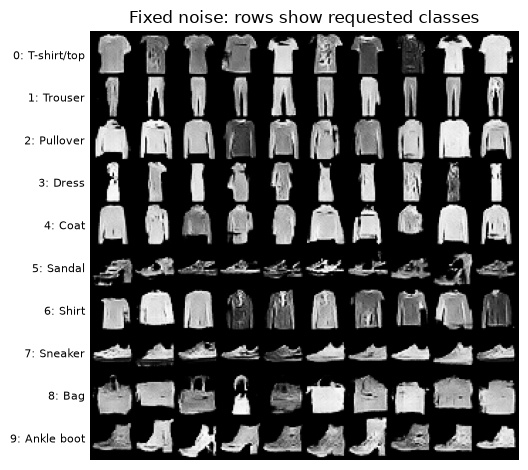 Fixed noise: rows show requested classes
0: T-shirt/top
1: Trouser
2: Pullover
3: Dress
4: Coat
5: Sandal
6: Shirt
7: Sneaker
8: Bag
9: Ankle boot